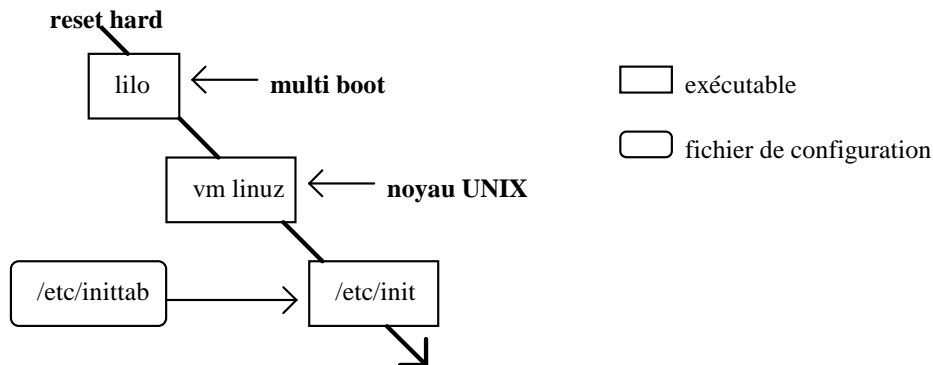 reset hard
lilo
multi boot
exécutable
fichier de configuration
vm linuz
noyau UNIX
/etc/inittab
/etc/init